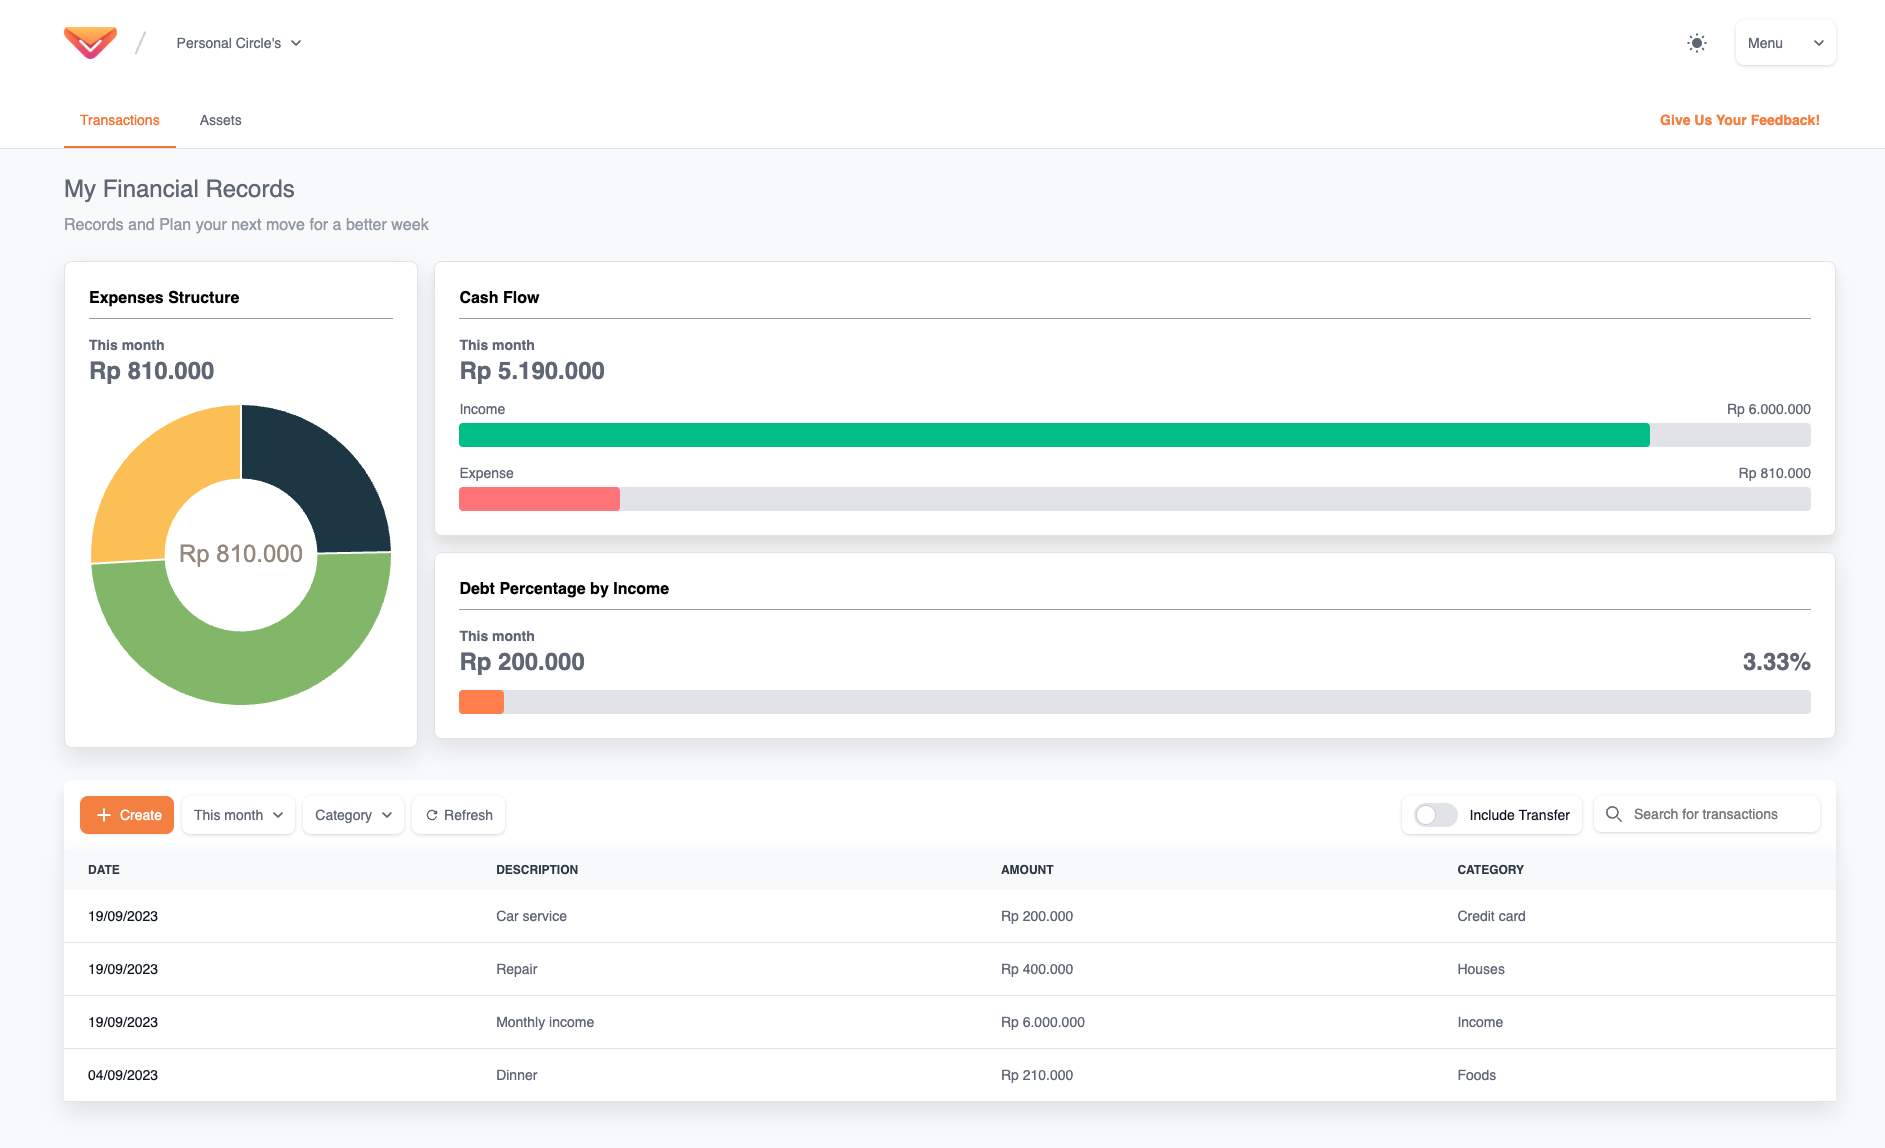 Personal Circle's
Menu
Transactions
Assets
Give Us Your Feedback!
My Financial Records
Records and Plan your next move for a better week
Expenses Structure
This month
Rp 810.000
Rp 810.000
Cash Flow
This month
Rp 5.190.000
Income
Rp 6.000.000
Expense
Rp 810.000
Debt Percentage by Income
This month
Rp 200.000
3.33%
Create
This month
Category
Refresh
Include Transfer
Search for transactions
DATE DESCRIPTION AMOUNT CATEGORY
19/09/2023 Car service Rp 200.000 Credit card
19/09/2023 Repair Rp 400.000 Houses
19/09/2023 Monthly income Rp 6.000.000 Income
04/09/2023 Dinner Rp 210.000 Foods